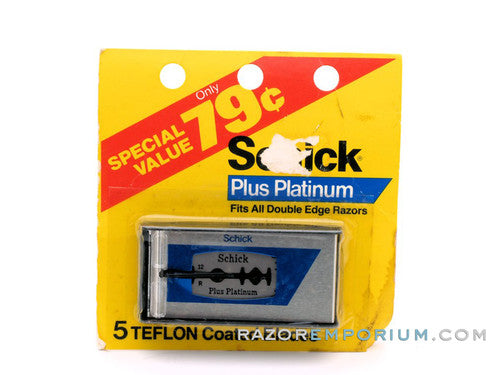 SPECIAL VALUE
Only
79¢
Schick®
Plus Platinum
Fits All Double Edge Razors
Schick
Schick
12
R
Plus Platinum
5 TEFLON
RAZOREMPORIUM.COM